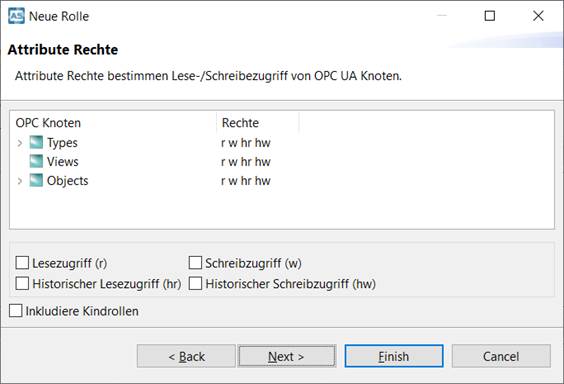 Neue Rolle
Attribute Rechte
Attribute Rechte bestimmen Lese-/Schreibezugriff von OPC UA Knoten.
OPC Knoten Rechte
Types r w hr hw
Views r w hr hw
Objects r w hr hw
Lesezugriff (r) Schreibzugriff (w)
Historischer Lesezugriff (hr) Historischer Schreibzugriff (hw)
Inkludiere Kindrollen
< Back Next > Finish Cancel